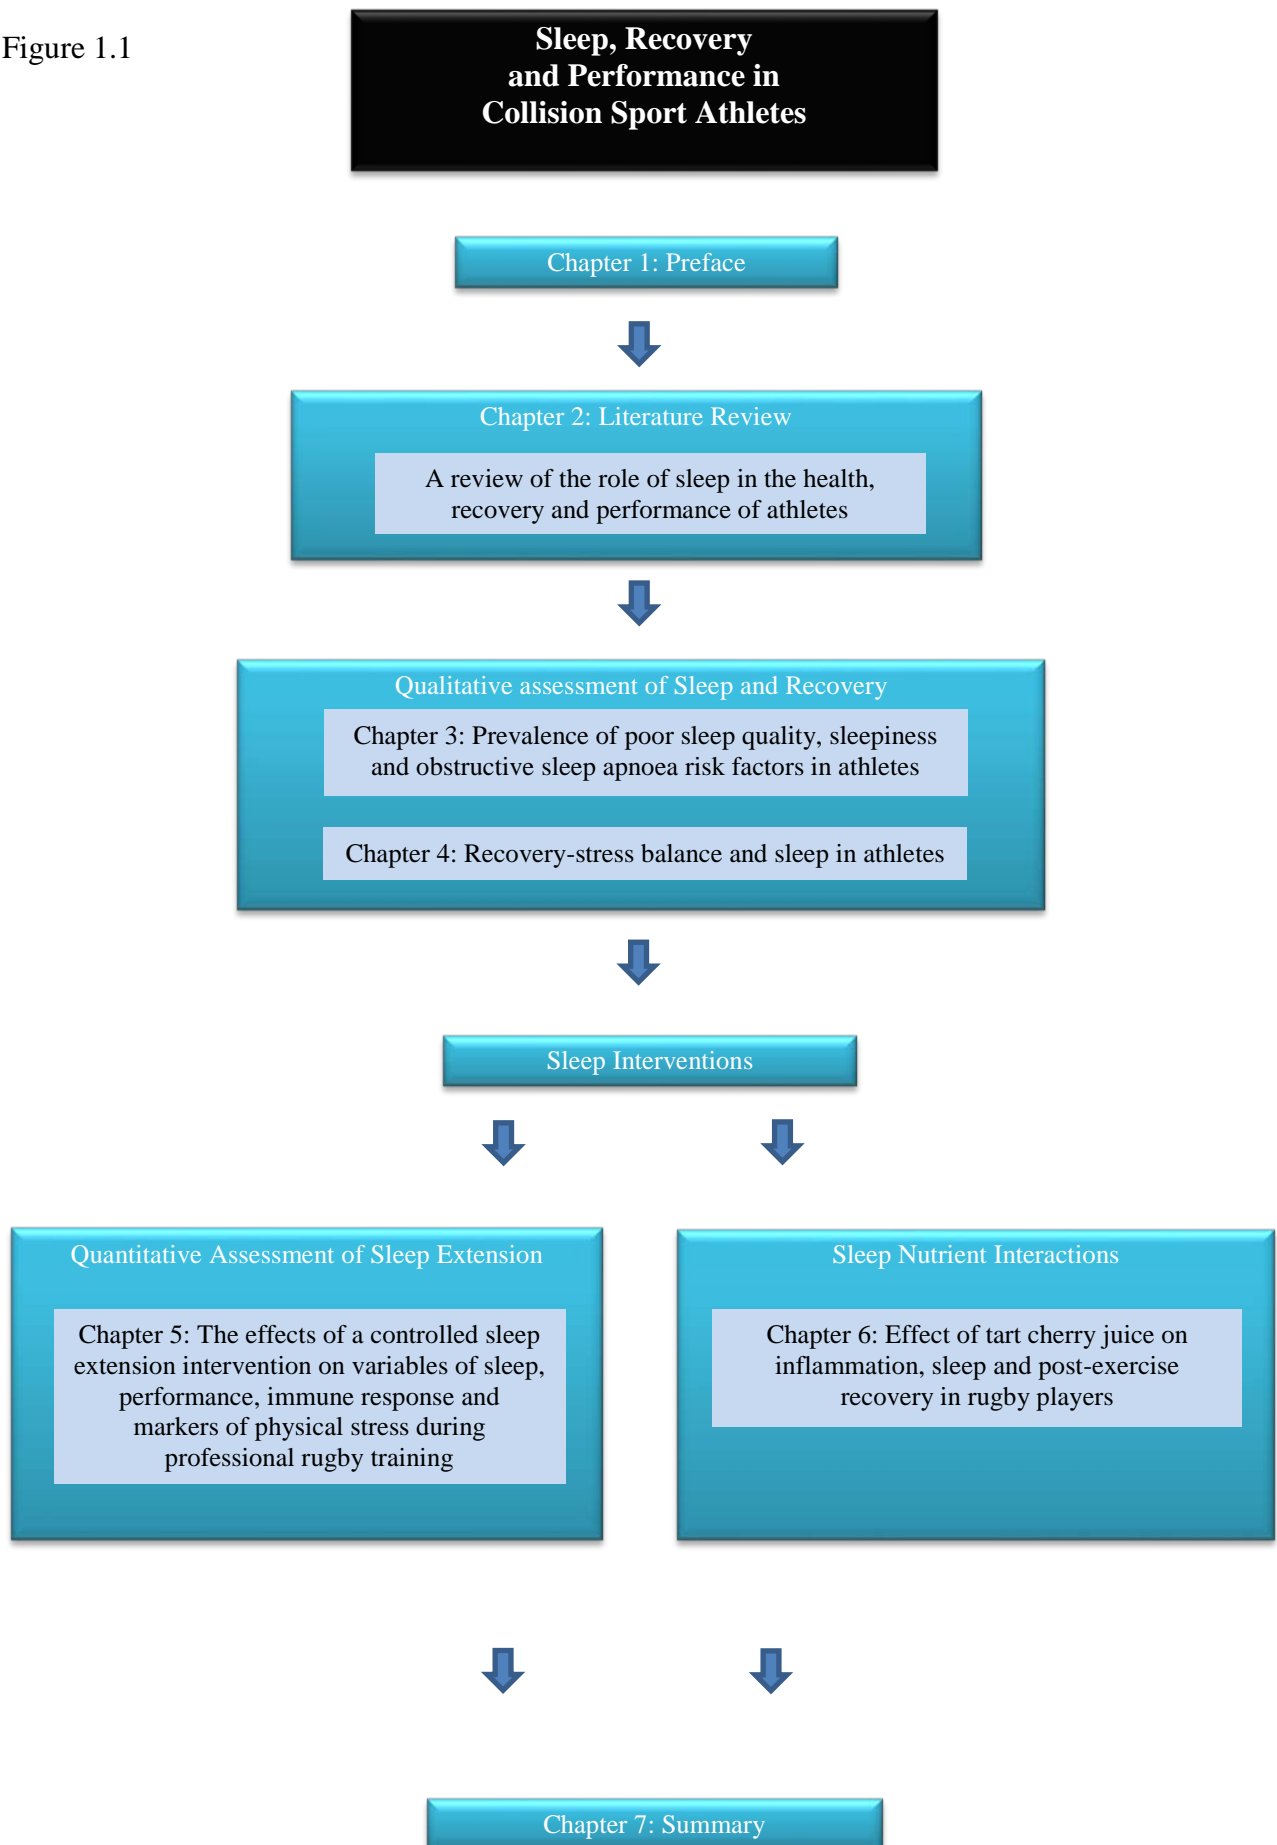 Figure 1.1
Sleep, Recovery
and Performance in
Collision Sport Athletes
Chapter 1: Preface
Chapter 2: Literature Review
A review of the role of sleep in the health,
recovery and performance of athletes
Qualitative assessment of Sleep and Recovery
Chapter 3: Prevalence of poor sleep quality, sleepiness
and obstructive sleep apnoea risk factors in athletes
Chapter 4: Recovery-stress balance and sleep in athletes
Sleep Interventions
Quantitative Assessment of Sleep Extension
Chapter 5: The effects of a controlled sleep
extension intervention on variables of sleep,
performance, immune response and
markers of physical stress during
professional rugby training
Sleep Nutrient Interactions
Chapter 6: Effect of tart cherry juice on
inflammation, sleep and post-exercise
recovery in rugby players
Chapter 7: Summary